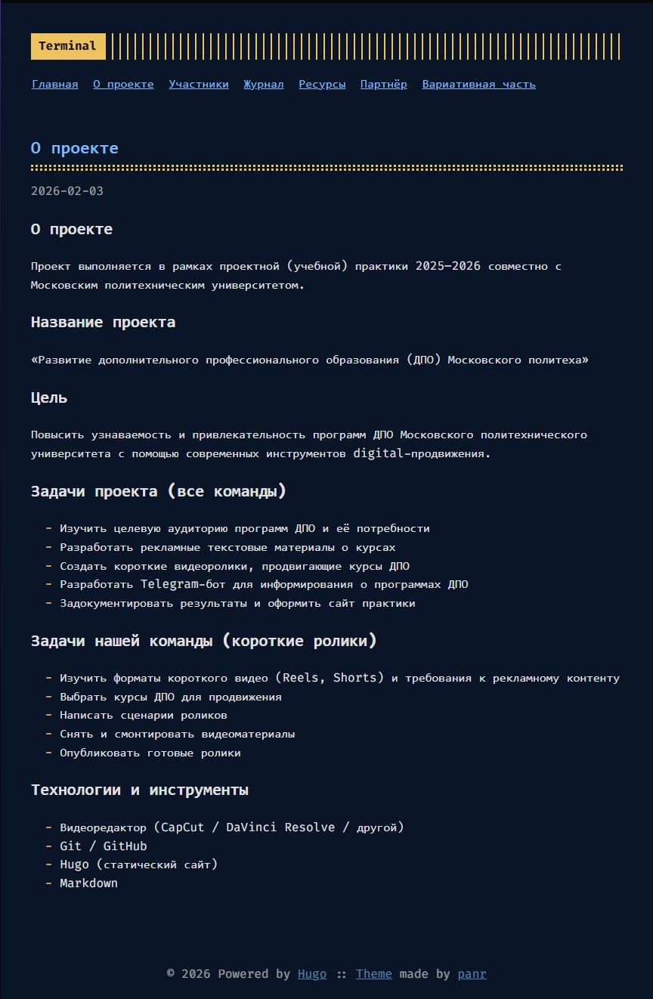 Terminal
Главная О проекте Участники Журнал Ресурсы Партнёр Вариативная часть
О проекте
2026-02-03
О проекте
Проект выполняется в рамках проектной (учебной) практики 2025–2026 совместно с
Московским политехническим университетом.
Название проекта
«Развитие дополнительного профессионального образования (ДПО) Московского политеха»
Цель
Повысить узнаваемость и привлекательность программ ДПО Московского политехнического
университета с помощью современных инструментов digital-продвижения.
Задачи проекта (все команды)
- Изучить целевую аудиторию программ ДПО и её потребности
- Разработать рекламные текстовые материалы о курсах
- Создать короткие видеоролики, продвигающие курсы ДПО
- Разработать Telegram-бот для информирования о программах ДПО
- Задокументировать результаты и оформить сайт практики
Задачи нашей команды (короткие ролики)
- Изучить форматы короткого видео (Reels, Shorts) и требования к рекламному контенту
- Выбрать курсы ДПО для продвижения
- Написать сценарии роликов
- Снять и смонтировать видеоматериалы
- Опубликовать готовые ролики
Технологии и инструменты
- Видеоредактор (CapCut / DaVinci Resolve / другой)
- Git / GitHub
- Hugo (статический сайт)
- Markdown
© 2026 Powered by Hugo :: Theme made by panr